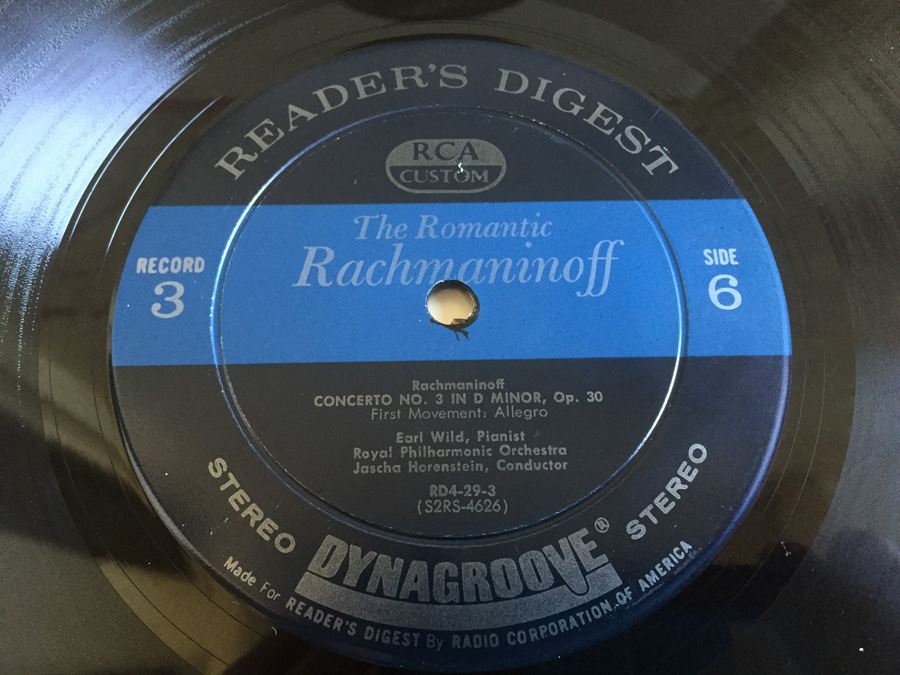 READER'S DIGEST
RCA
CUSTOM
The Romantic
Rachmaninoff
RECORD
3
SIDE
6
Rachmaninoff
CONCERTO NO. 3 IN D MINOR, Op. 30
First Movement: Allegro
Earl Wild, Pianist
Royal Philharmonic Orchestra
Jascha Horenstein, Conductor
RD4-29-3
(S2RS-4626)
STEREO
DYNAGROOVE®
STEREO
Made For READER'S DIGEST By RADIO CORPORATION OF AMERICA